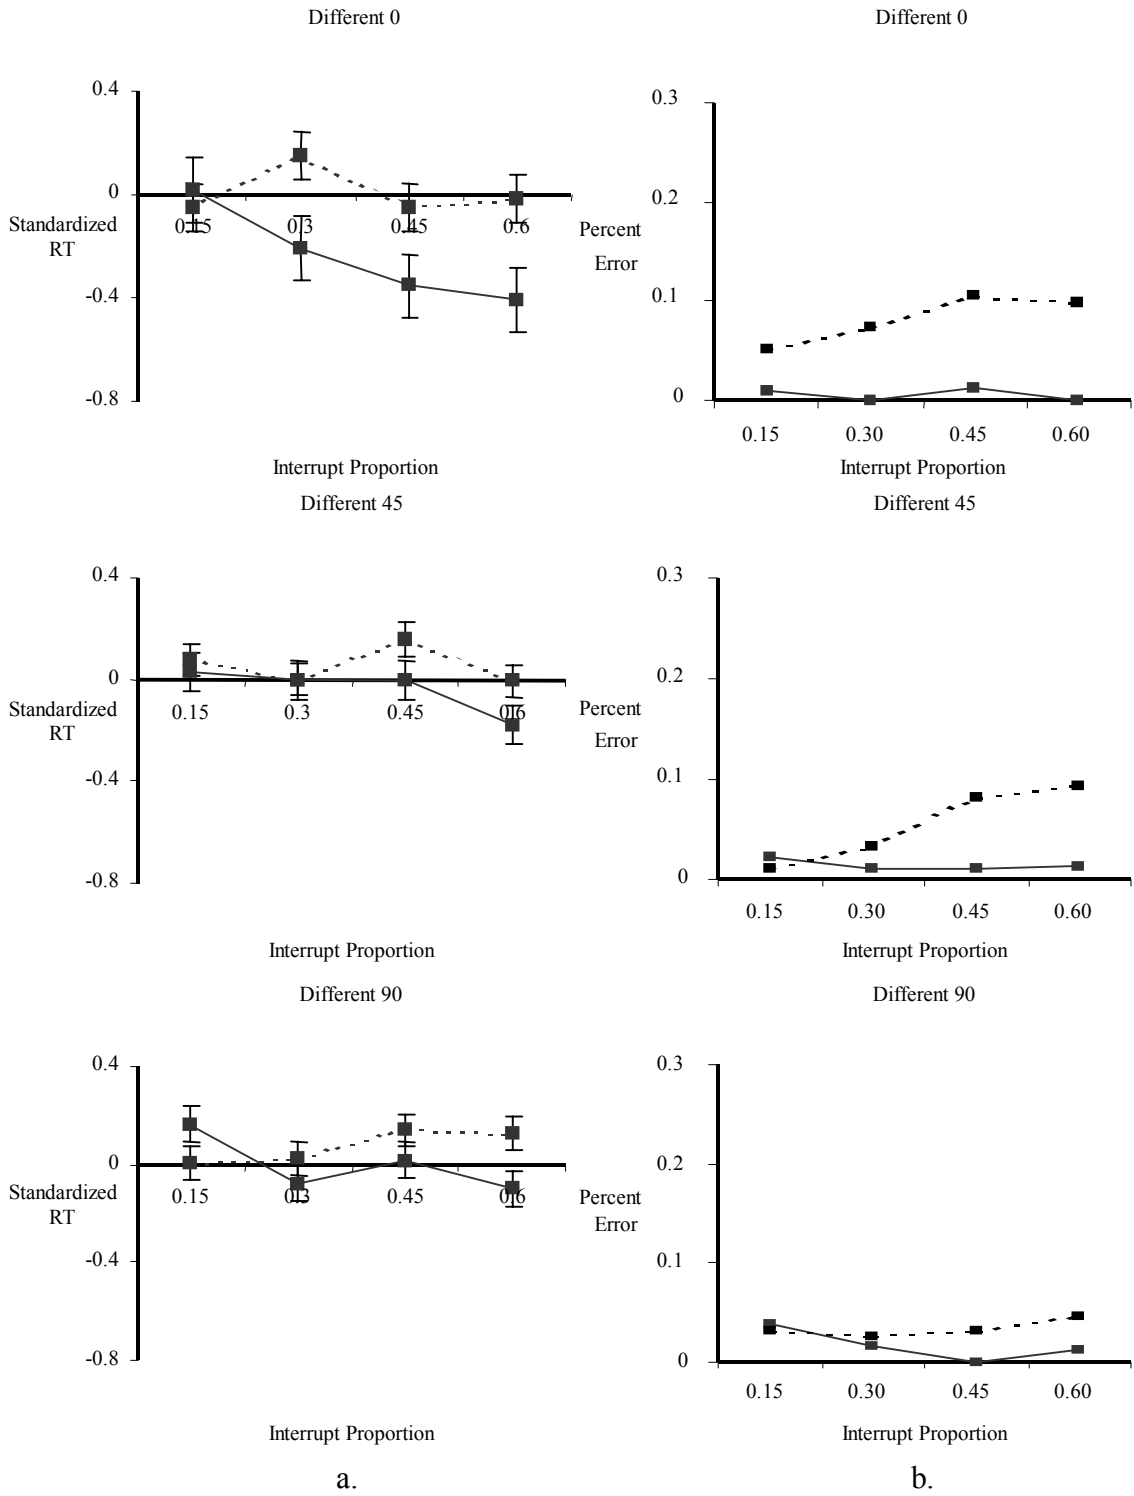 Different 0
0.4
0
-0.4
-0.8
Standardized
RT
0.15
0.3
0.45
0.6
Interrupt Proportion
Different 0
0.3
0.2
0.1
0
Percent
Error
0.15
0.30
0.45
0.60
Interrupt Proportion
Different 45
0.4
0
-0.4
-0.8
Standardized
RT
0.15
0.3
0.45
0.6
Interrupt Proportion
Different 45
0.3
0.2
0.1
0
Percent
Error
0.15
0.30
0.45
0.60
Interrupt Proportion
Different 90
0.4
0
-0.4
-0.8
Standardized
RT
0.15
0.3
0.45
0.6
Interrupt Proportion
Different 90
0.3
0.2
0.1
0
Percent
Error
0.15
0.30
0.45
0.60
Interrupt Proportion
a.
b.